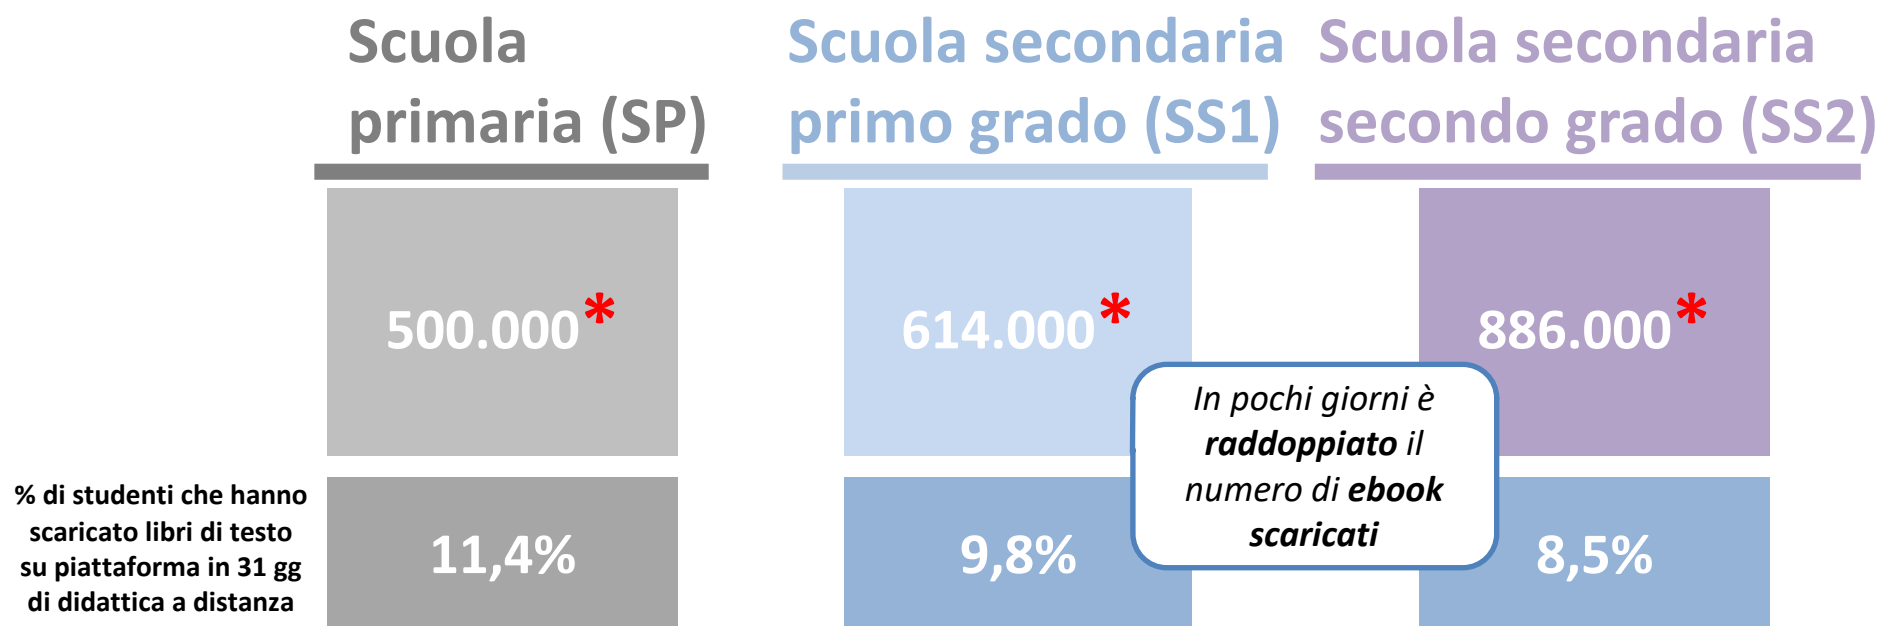 Scuola
primaria (SP)
Scuola secondaria
primo grado (SS1)
Scuola secondaria
secondo grado (SS2)
500.000*
614.000*
886.000*
In pochi giorni è
raddoppiato il
numero di ebook
scaricati
% di studenti che hanno
scaricato libri di testo
su piattaforma in 31 gg
di didattica a distanza
11,4%
9,8%
8,5%